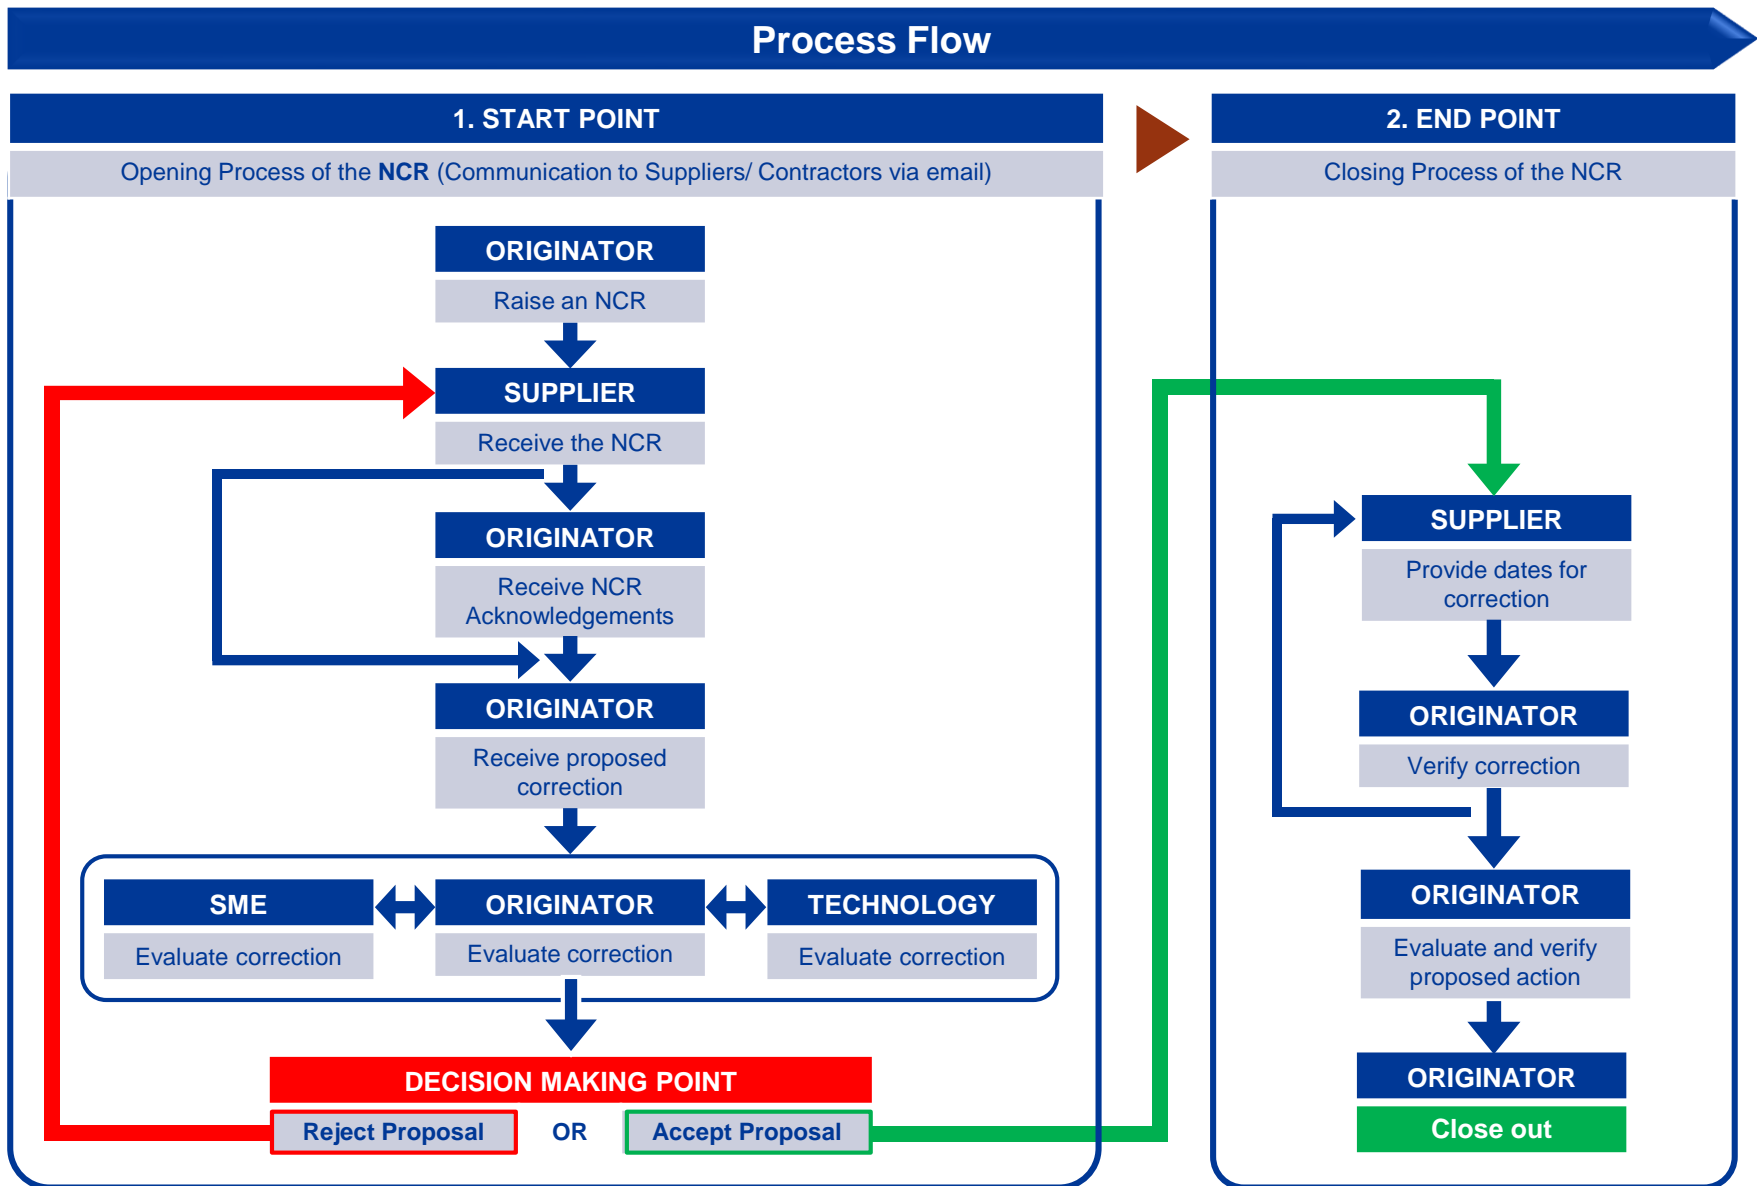 Process Flow
1. START POINT
Opening Process of the NCR (Communication to Suppliers/ Contractors via email)
ORIGINATOR
Raise an NCR
SUPPLIER
Receive the NCR
ORIGINATOR
Receive NCR
Acknowledgements
ORIGINATOR
Receive proposed
correction
SME
Evaluate correction
ORIGINATOR
Evaluate correction
TECHNOLOGY
Evaluate correction
DECISION MAKING POINT
Reject Proposal
OR
Accept Proposal
2. END POINT
Closing Process of the NCR
SUPPLIER
Provide dates for
correction
ORIGINATOR
Verify correction
ORIGINATOR
Evaluate and verify
proposed action
ORIGINATOR
Close out